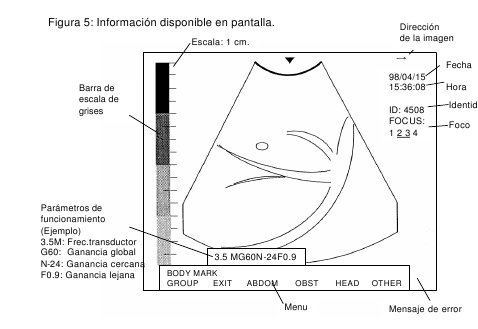 Figura 5: Información disponible en pantalla.
Dirección
de la imagen
Escala: 1 cm.
Fecha
98/04/15
15:36:08
Hora
Barra de
escala de
grises
ID: 4508
Identid
FOCUS:
Foco
1 2 3 4
Parámetros de
funcionamiento
(Ejemplo)
3.5M: Frec.transductor
G60: Ganancia global
N-24: Ganancia cercana
F0.9: Ganancia lejana
3.5 MG60N-24F0.9
BODY MARK
GROUP EXIT ABDOM OBST HEAD OTHER
Menu
Mensaje de error